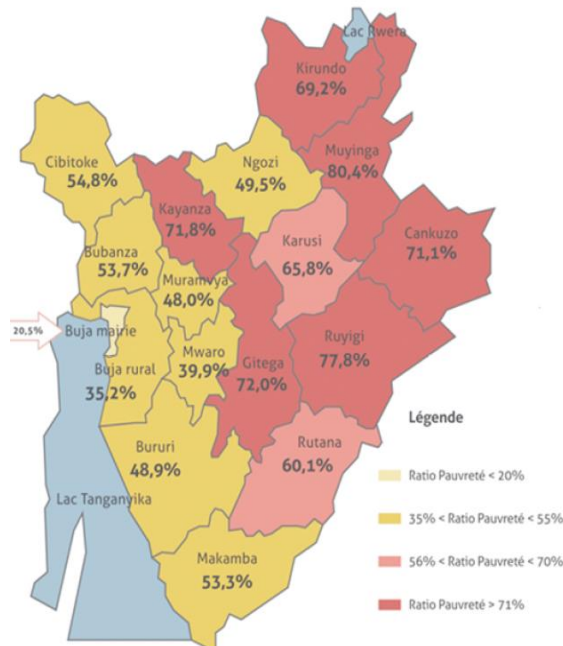 Lac Rwera
Kirundo
69,2%
Cibitoke
54,8%
Ngozi
49,5%
Muyinga
80,4%
Kayanza
71,8%
Karusi
65,8%
Cankuzo
71,1%
Bubanza
53,7%
Muramvya
48,0%
20,5%
Buja mairie
Mwaro
39,9%
Gitega
72,0%
Ruyigi
77,8%
Buja rural
35,2%
Bururi
48,9%
Rutana
60,1%
Lac Tanganyika
Makamba
53,3%
Légende
Ratio Pauvreté < 20%
35% < Ratio Pauvreté < 55%
56% < Ratio Pauvreté < 70%
Ratio Pauvreté > 71%